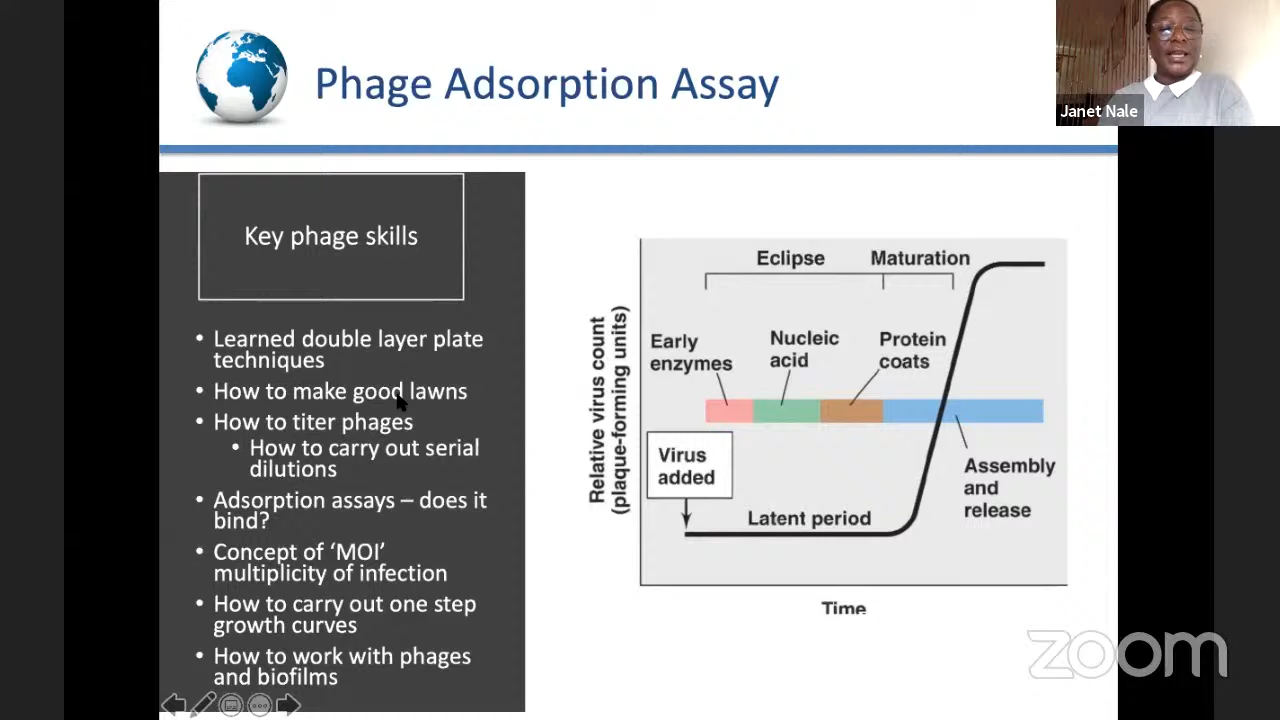 Phage Adsorption Assay
Janet Nale
Key phage skills
• Learned double layer plate
techniques
• How to make good lawns
• How to titer phages
• How to carry out serial
dilutions
• Adsorption assays – does it
bind?
• Concept of ‘MOI’
multiplicity of infection
• How to carry out one step
growth curves
• How to work with phages
and biofilms
Relative virus count
(plaque-forming units)
Eclipse
Maturation
Early
enzymes
Nucleic
acid
Protein
coats
Virus
added
Assembly
and
release
Latent period
Time
zoom